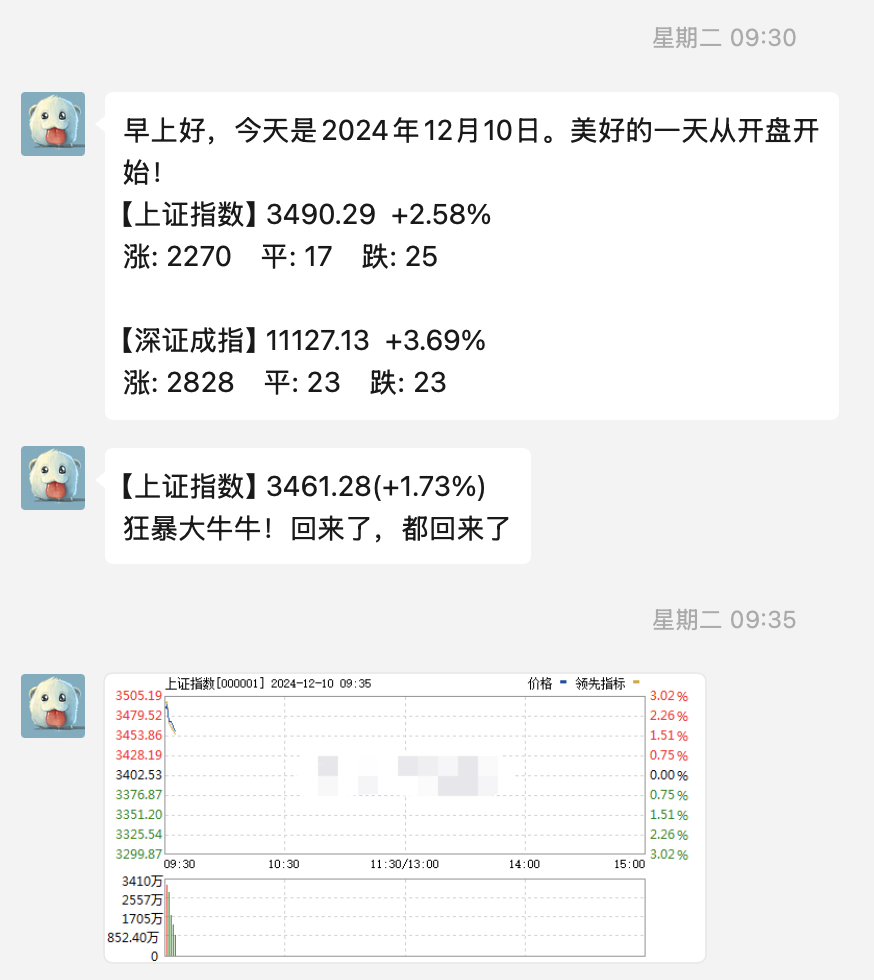 星期二 09:30
早上好，今天是2024年12月10日。美好的一天从开盘开
始！
【上证指数】3490.29 +2.58%
涨: 2270 平: 17 跌: 25
【深证成指】11127.13 +3.69%
涨: 2828 平: 23 跌: 23
【上证指数】3461.28(+1.73%)
狂暴大牛牛！回来了，都回来了
星期二 09:35
上证指数[000001] 2024-12-10 09:35 价格 领先指标
3505.19 3.02%
3479.52 2.26%
3453.86 1.51%
3428.19 0.75%
3402.53 0.00%
3376.87 0.75%
3351.20 1.51%
3325.54 2.26%
3299.87 3.02%
09:30 10:30 11:30/13:00 14:00 15:00
3410万
2557万
1705万
852.40万
0